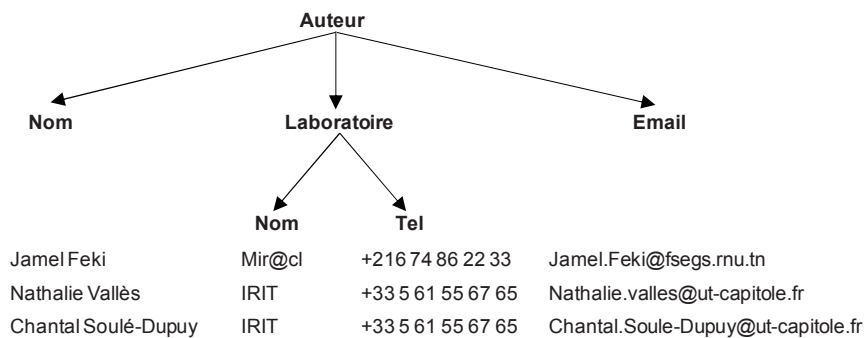 Auteur
Nom Laboratoire Email
Nom Tel
Jamel Feki Mir@cl +216 74 86 22 33 Jamel.Feki@fsegs.rnu.tn
Nathalie Vallès IRIT +33 5 61 55 67 65 Nathalie.valles@ut-capitole.fr
Chantal Soulé-Dupuy IRIT +33 5 61 55 67 65 Chantal.Soule-Dupuy@ut-capitole.fr